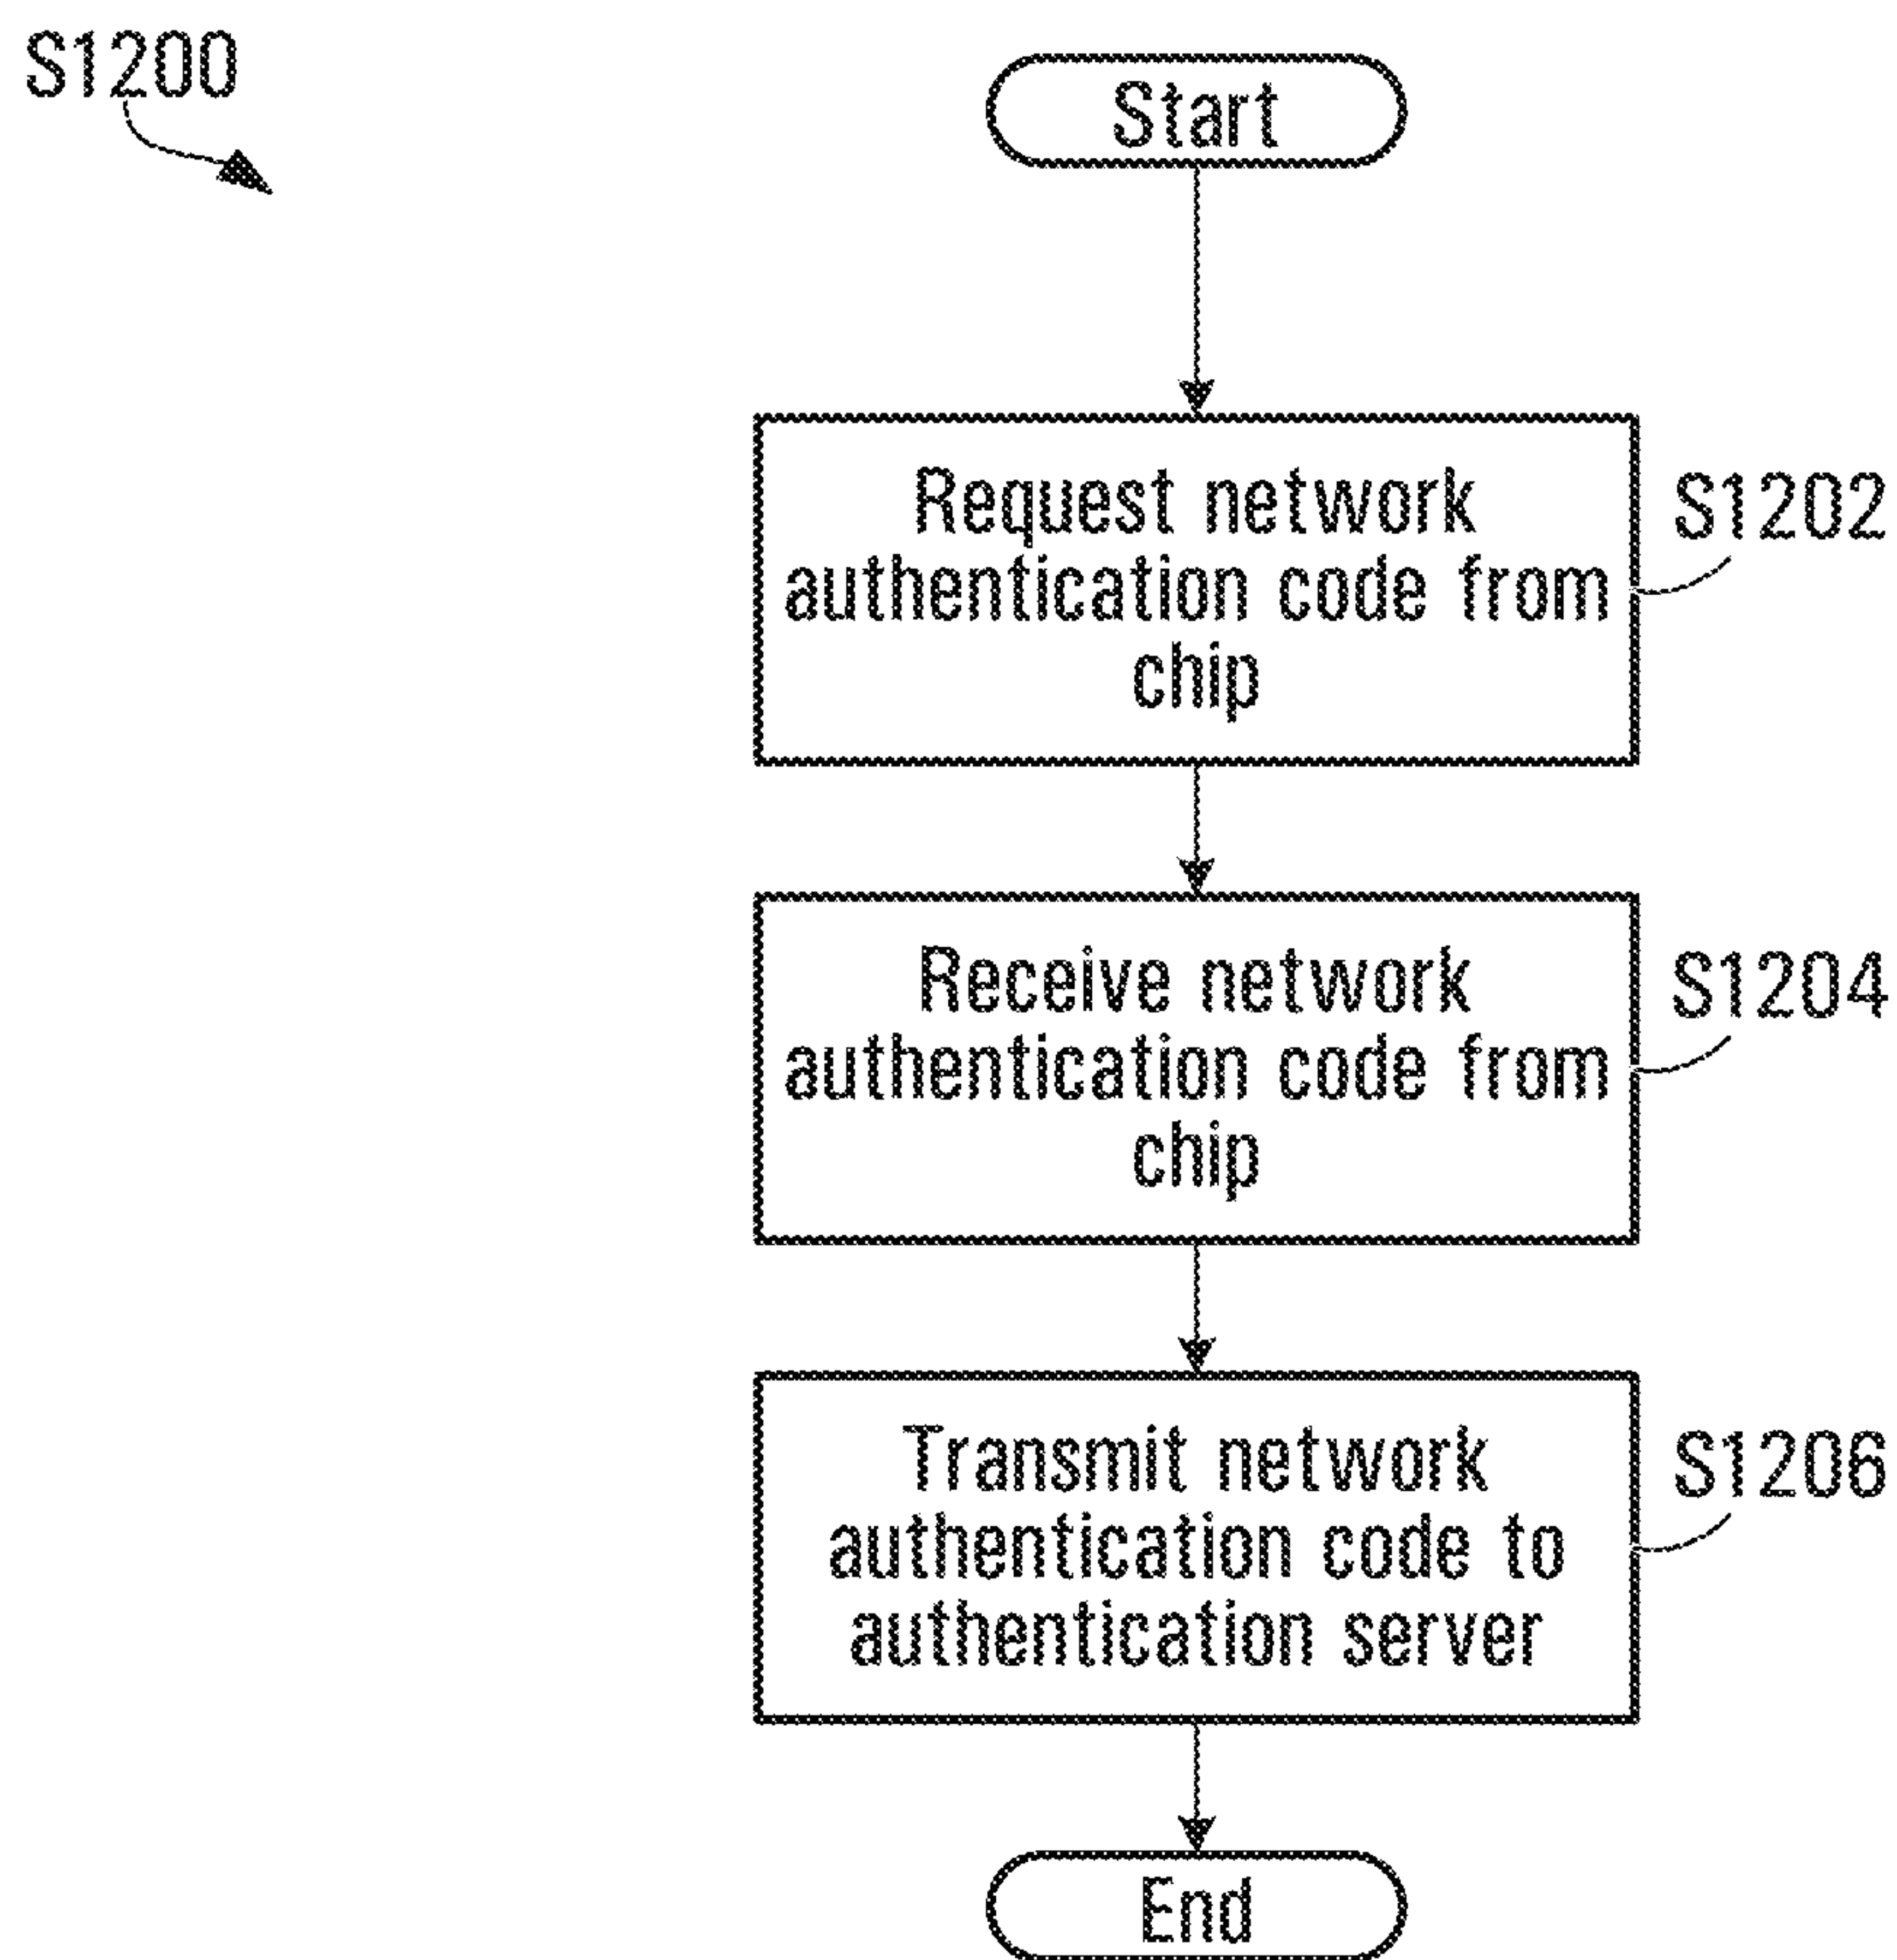 S1200
Start
Request network
authentication code from
chip
S1202
Receive network
authentication code from
chip
S1204
Transmit network
authentication code to
authentication server
S1206
End